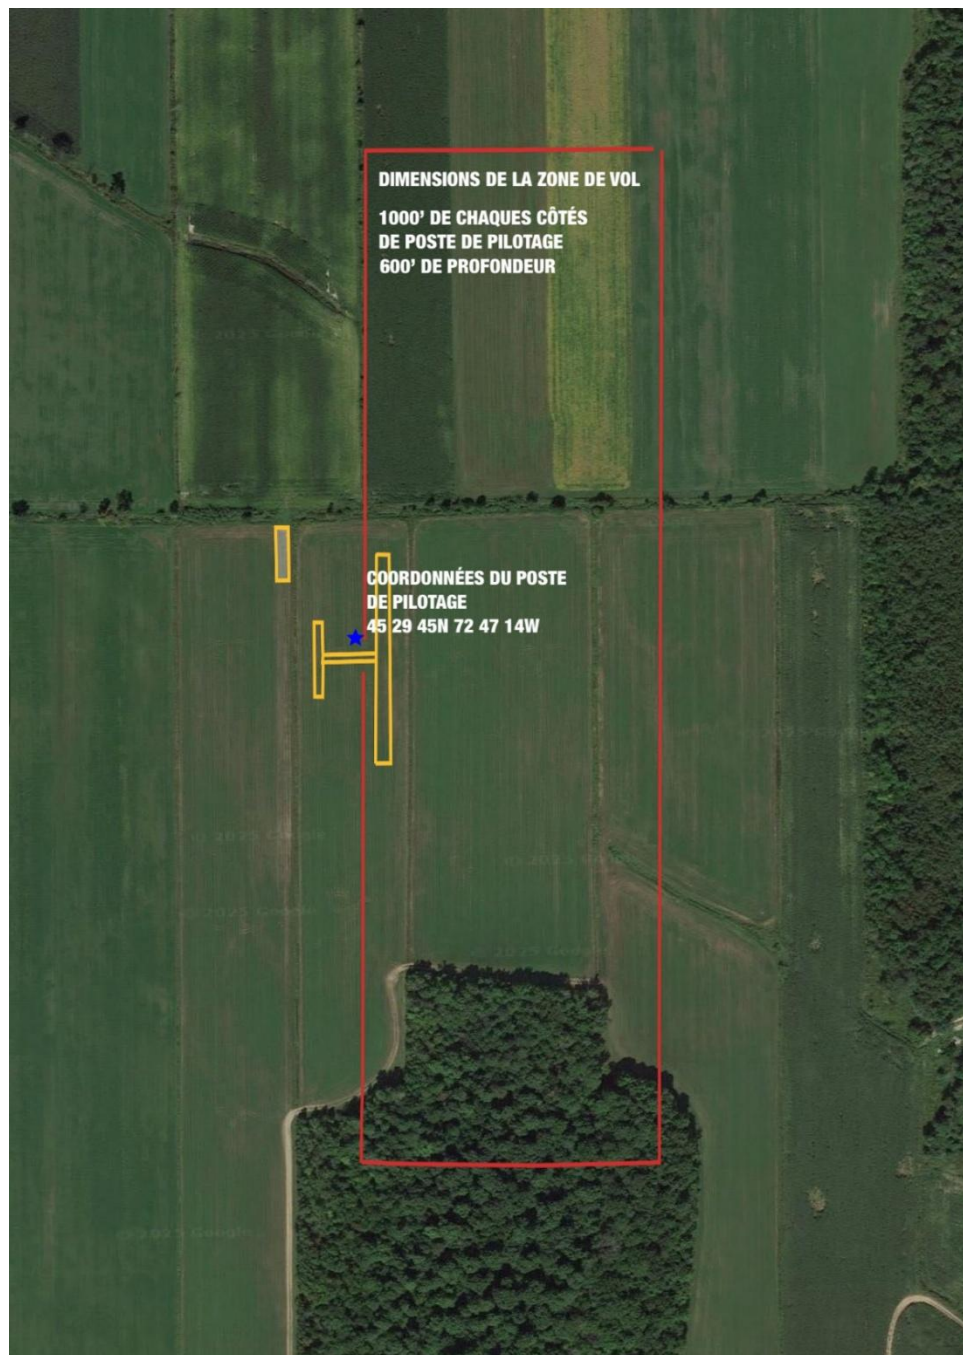 DIMENSIONS DE LA ZONE DE VOL
1000' DE CHAQUES CÔTÉS
DE POSTE DE PILOTAGE
600' DE PROFONDEUR
COORDONNÉES DU POSTE
DE PILOTAGE
45 29 45N 72 47 14W